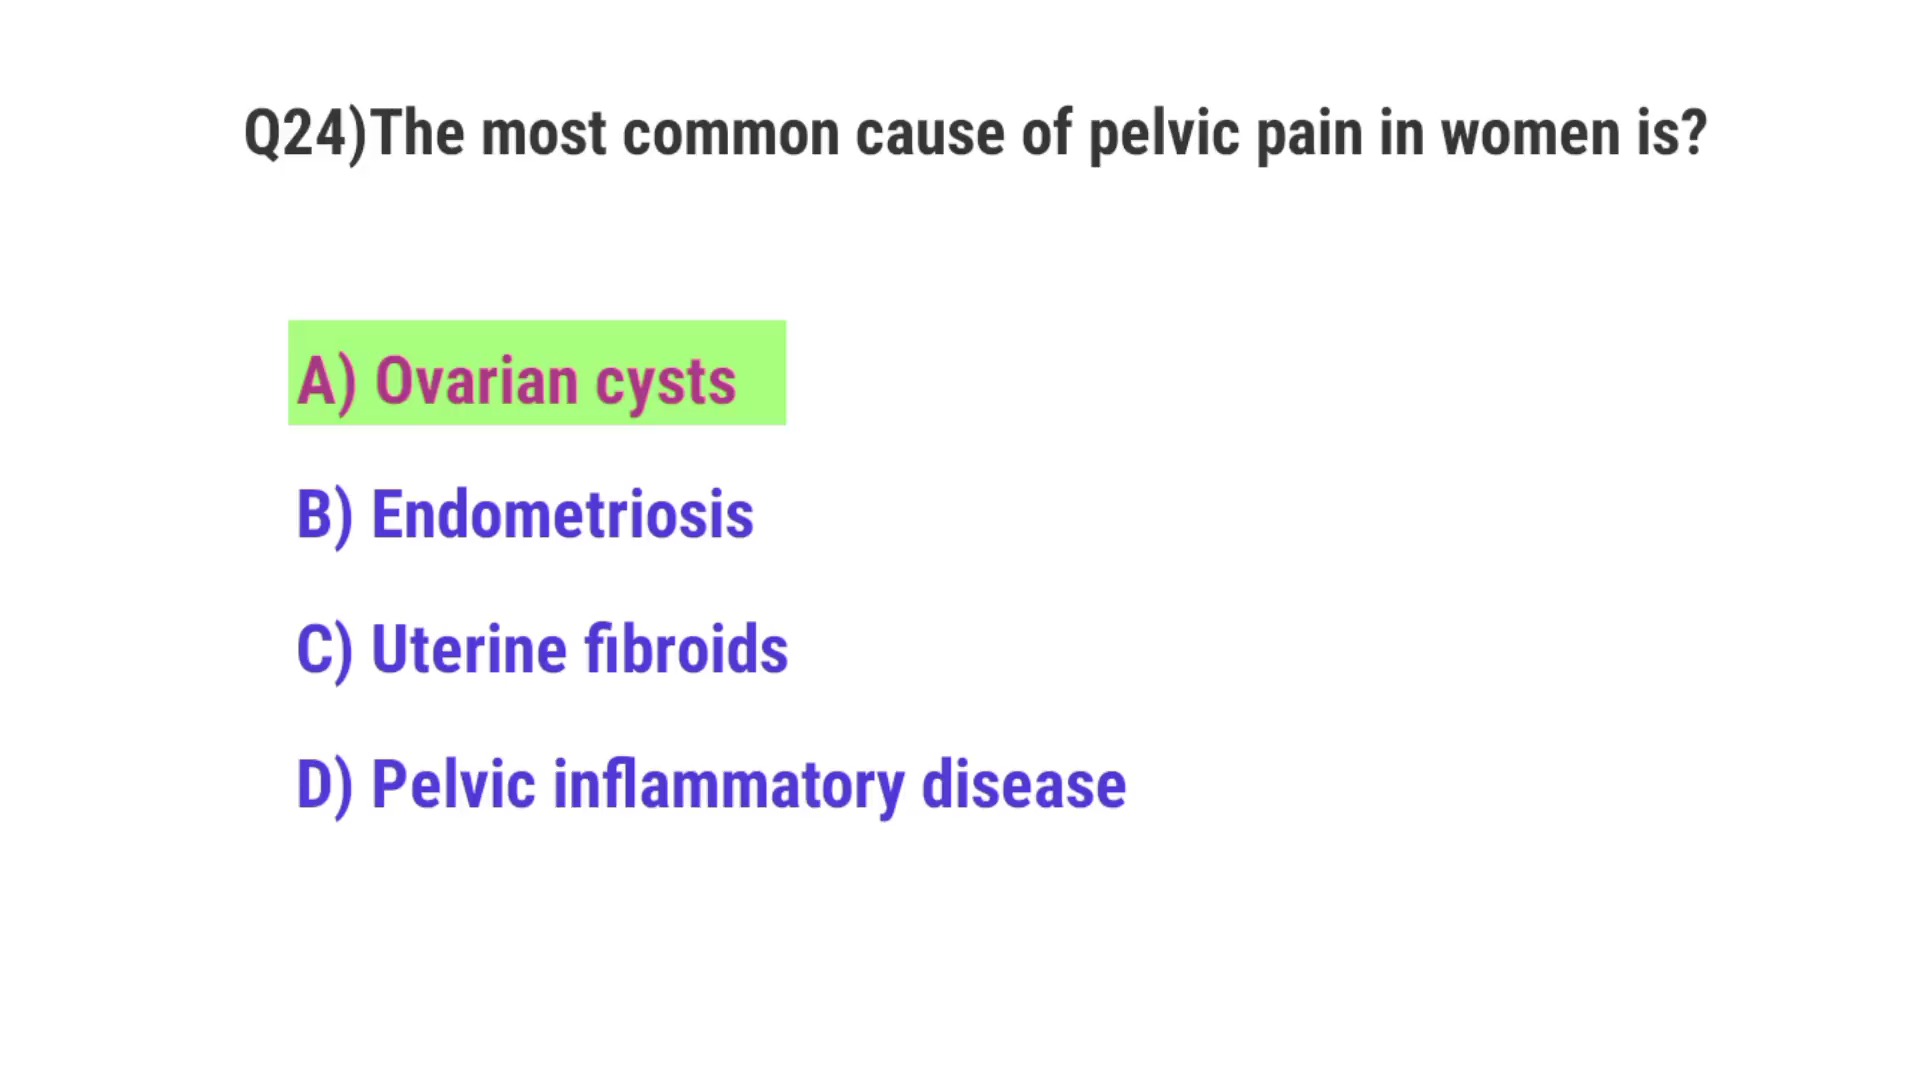 Q24)The most common cause of pelvic pain in women is?
A) Ovarian cysts
B) Endometriosis
C) Uterine fibroids
D) Pelvic inflammatory disease